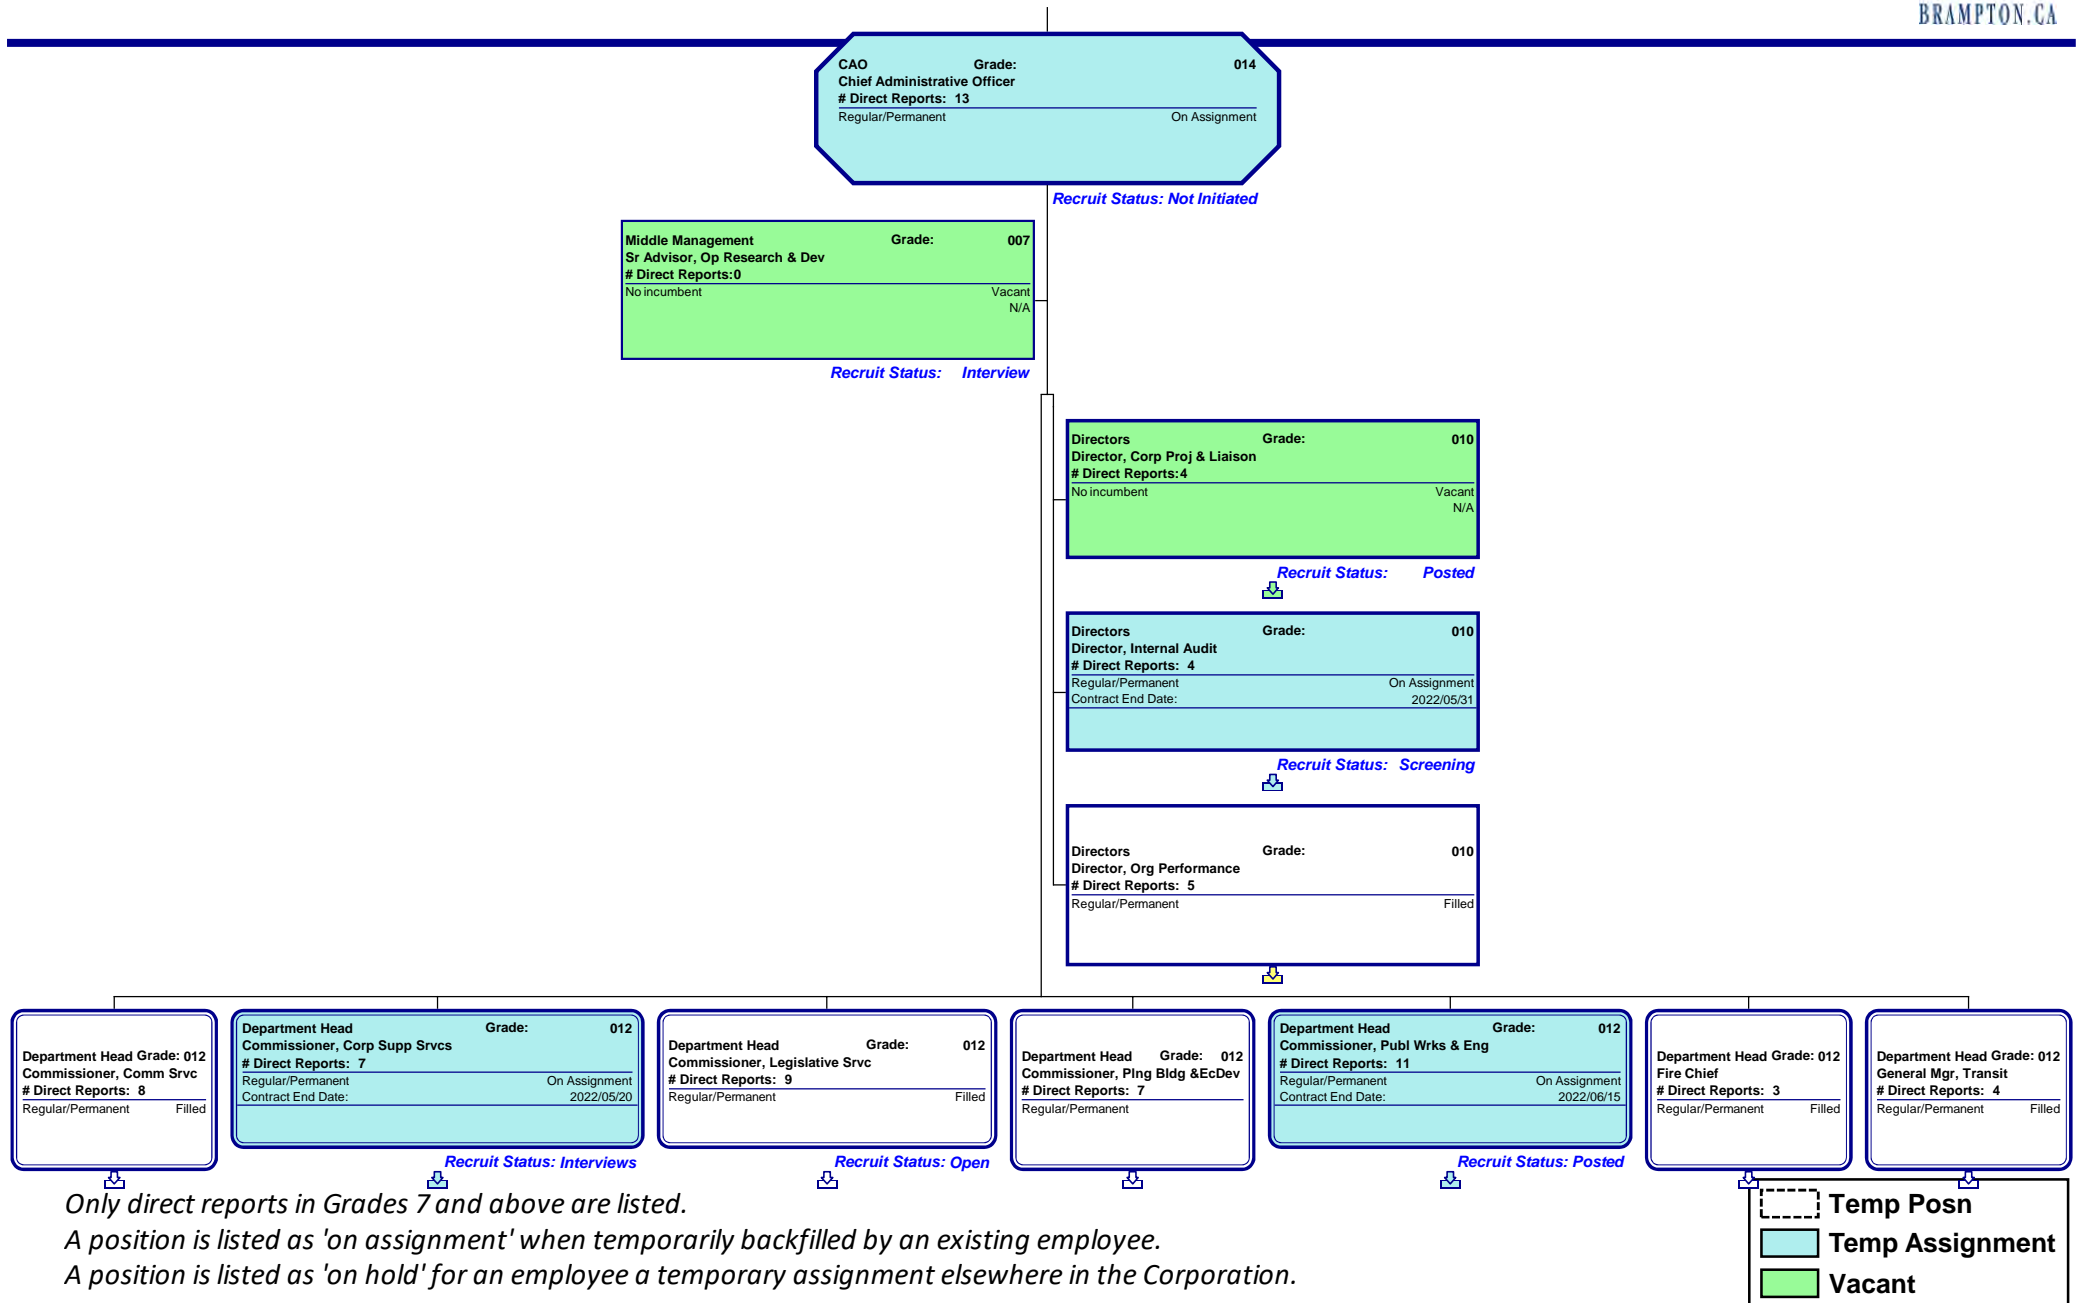 BRAMPTON.CA
CAO Grade: 014
Chief Administrative Officer
# Direct Reports: 13
Regular/Permanent On Assignment
Recruit Status: Not Initiated
Middle Management Grade: 007
Sr Advisor, Op Research & Dev
# Direct Reports:0
No incumbent Vacant
N/A
Recruit Status: Interview
Directors Grade: 010
Director, Corp Proj & Liaison
# Direct Reports:4
No incumbent Vacant
N/A
Recruit Status: Posted
Directors Grade: 010
Director, Internal Audit
# Direct Reports: 4
Regular/Permanent On Assignment
Contract End Date: 2022/05/31
Recruit Status: Screening
Directors Grade: 010
Director, Org Performance
# Direct Reports: 5
Regular/Permanent Filled
Department Head Grade: 012
Commissioner, Comm Srvc
# Direct Reports: 8
Regular/Permanent Filled
Department Head Grade: 012
Commissioner, Corp Supp Srvcs
# Direct Reports: 7
Regular/Permanent On Assignment
Contract End Date: 2022/05/20
Recruit Status: Interviews
Department Head Grade: 012
Commissioner, Legislative Srvc
# Direct Reports: 9
Regular/Permanent Filled
Recruit Status: Open
Department Head Grade: 012
Commissioner, Plng Bldg &EcDev
# Direct Reports: 7
Regular/Permanent
Department Head Grade: 012
Commissioner, Publ Wrks & Eng
# Direct Reports: 11
Regular/Permanent On Assignment
Contract End Date: 2022/06/15
Recruit Status: Posted
Department Head Grade: 012
Fire Chief
# Direct Reports: 3
Regular/Permanent Filled
Department Head Grade: 012
General Mgr, Transit
# Direct Reports: 4
Regular/Permanent Filled
Only direct reports in Grades 7 and above are listed.
A position is listed as 'on assignment' when temporarily backfilled by an existing employee.
A position is listed as 'on hold' for an employee a temporary assignment elsewhere in the Corporation.
Temp Posn
Temp Assignment
Vacant